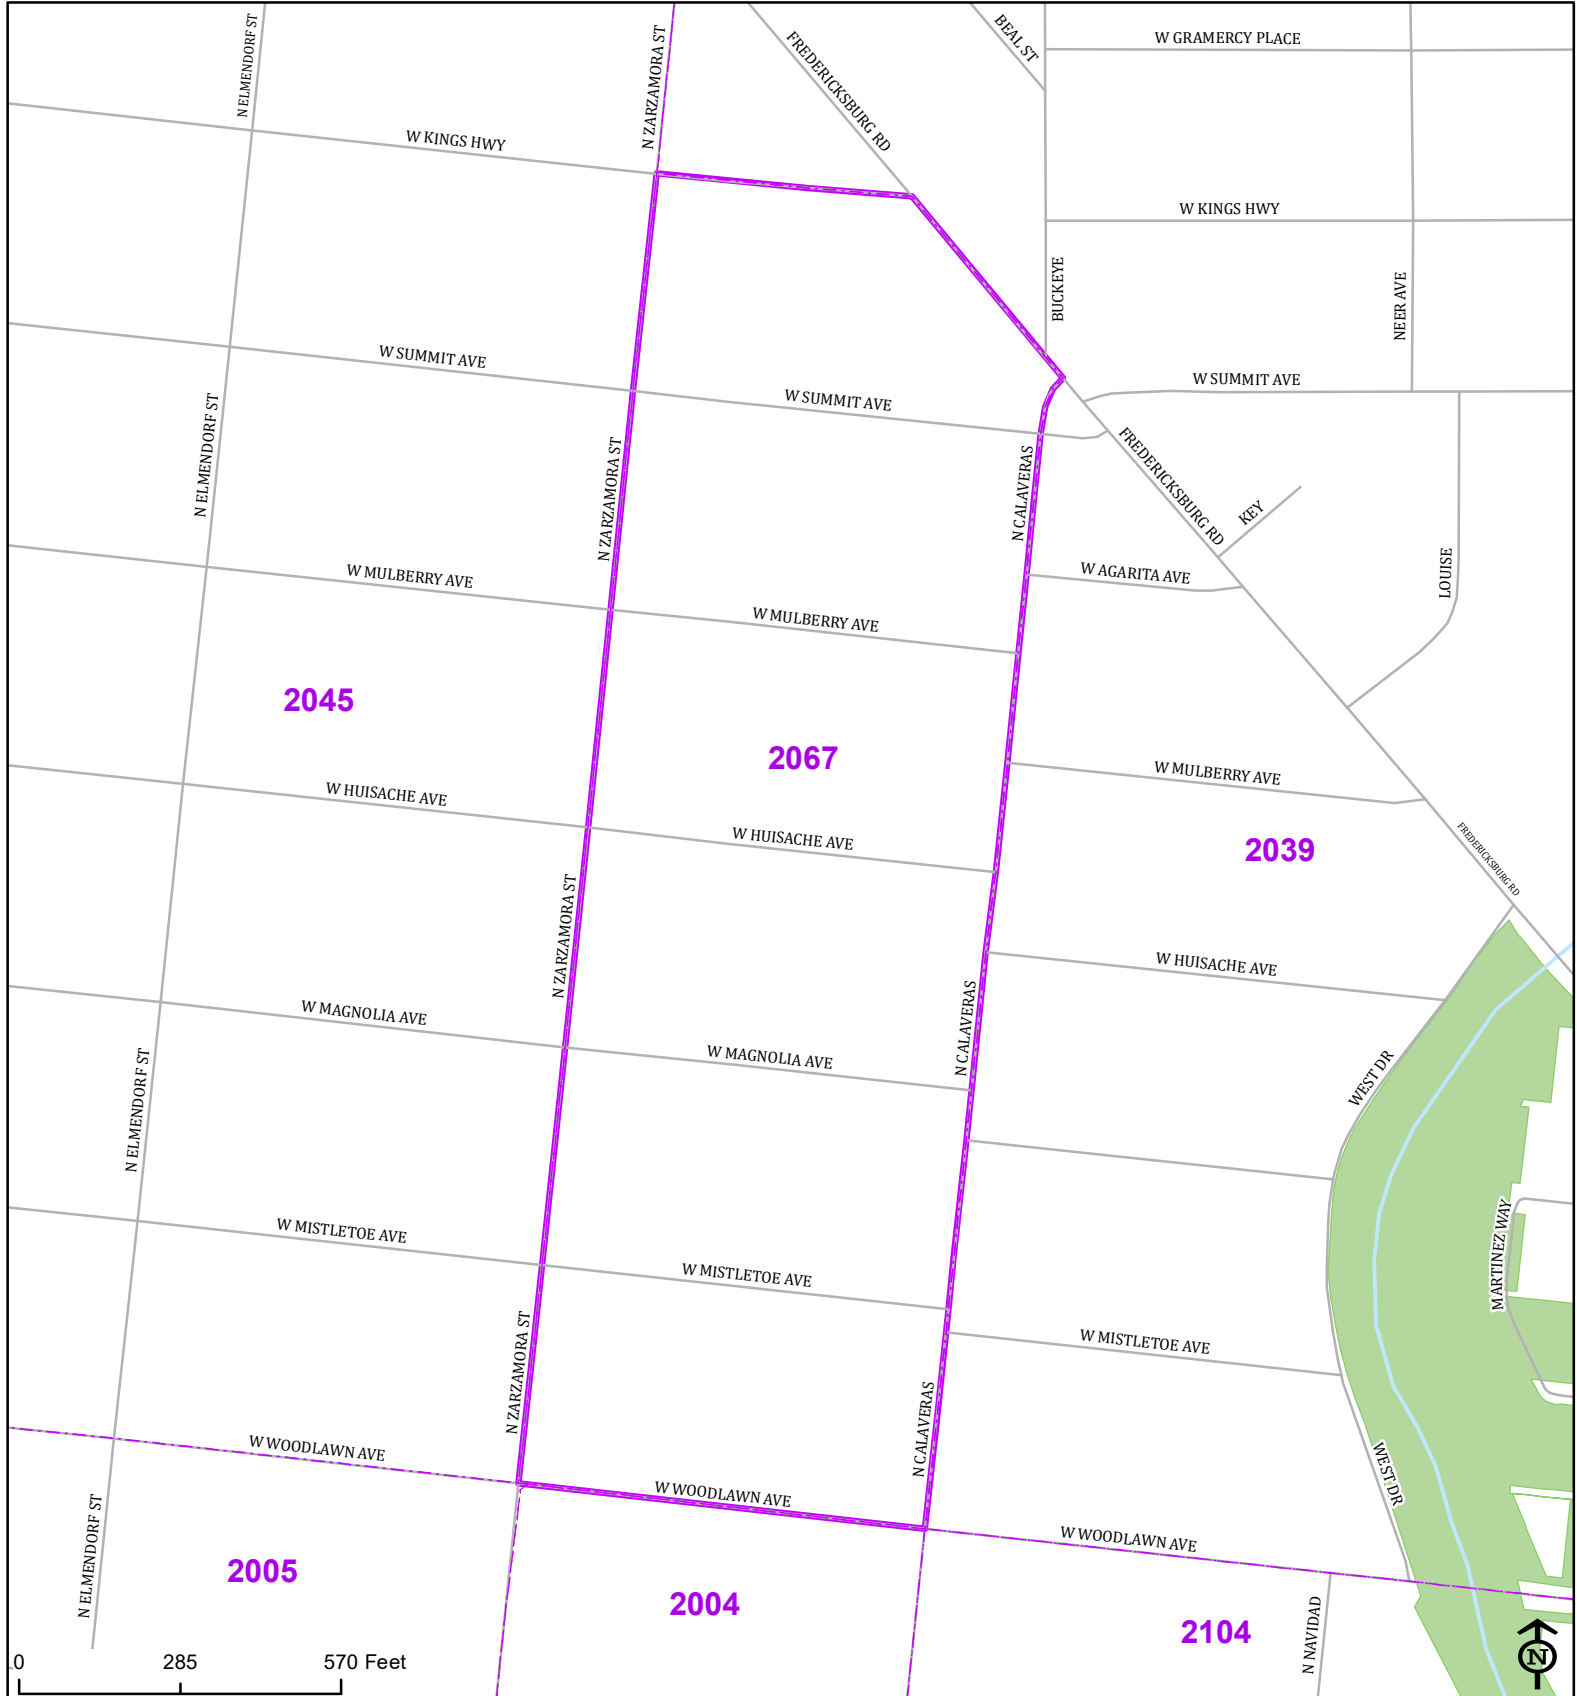 N ELMENDORF ST
N ZARZAMORA ST
FREDERICKSBURG RD
BEAL ST
W GRAMERCY PLACE
W KINGS HWY
W KINGS HWY
BUCKEYE
NEER AVE
W SUMMIT AVE
W SUMMIT AVE
W SUMMIT AVE
N ELMENDORF ST
N ZARZAMORA ST
N CALAVERAS
FREDERICKSBURG RD
KEY
LOUISE
W MULBERRY AVE
W AGARITA AVE
W MULBERRY AVE
2045
2067
W MULBERRY AVE
W HUISACHE AVE
W HUISACHE AVE
2039
FREDERICKSBURG RD
N ZARZAMORA ST
W HUISACHE AVE
N CALAVERAS
W MAGNOLIA AVE
W MAGNOLIA AVE
WEST DR
N ELMENDORF ST
W MISTLETOE AVE
W MISTLETOE AVE
MARTINEZ WAY
W MISTLETOE AVE
N ZARZAMORA ST
N CALAVERAS
W WOODLAWN AVE
W WOODLAWN AVE
WEST DR
W WOODLAWN AVE
N ELMENDORF ST
2005
2004
2104
N NAVIDAD
N
0 285 570 Feet